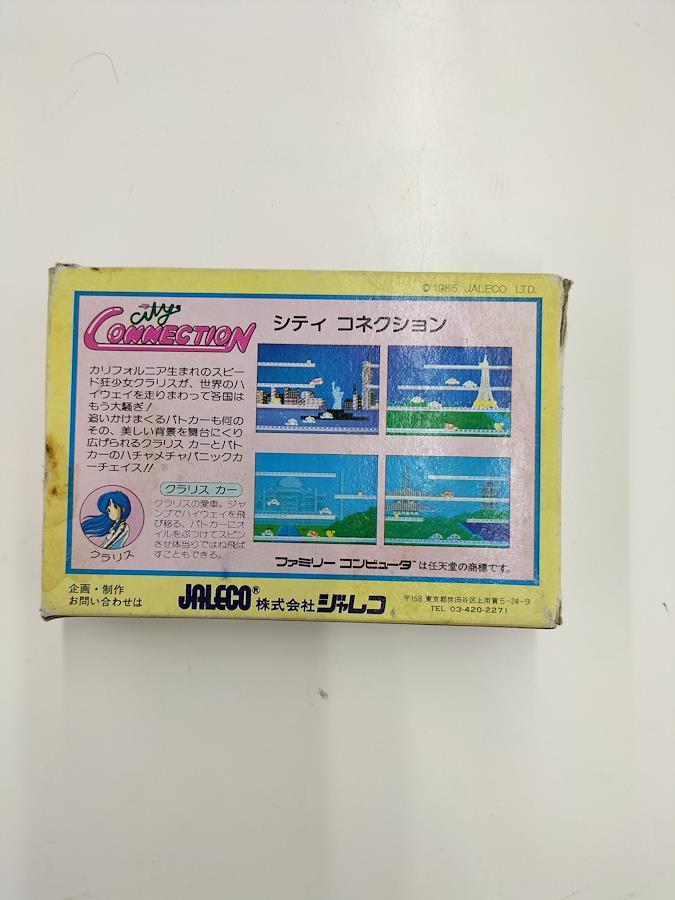 ©1985 JALECO LTD.
City CONNECTION
シティ コネクション
カリフォルニア生まれのスピー
ド狂少女クラリスが、世界のハ
イウェイを走りまわって各国は
もう大騒ぎ!
追いかけまくるパトカーも何の
その、美しい背景を舞台にくり
広げられるクラリス カーとパト
カーのハチャメチャパニックカ
ーチェイス!!
クラリス カー
クラリスの愛車。ジャ
ンプでハイウェイを飛
び移る、パトカーにオ
イルをぶつけてスピン
させ体当りではね飛ば
すこともできる。
クラリス
ファミリー コンピュータ™は任天堂の商標です。
企画・制作
お問い合わせは
JALECO® 株式会社ジャレコ
〒158 東京都世田谷区上用賀5-24-9
TEL 03-420-2271